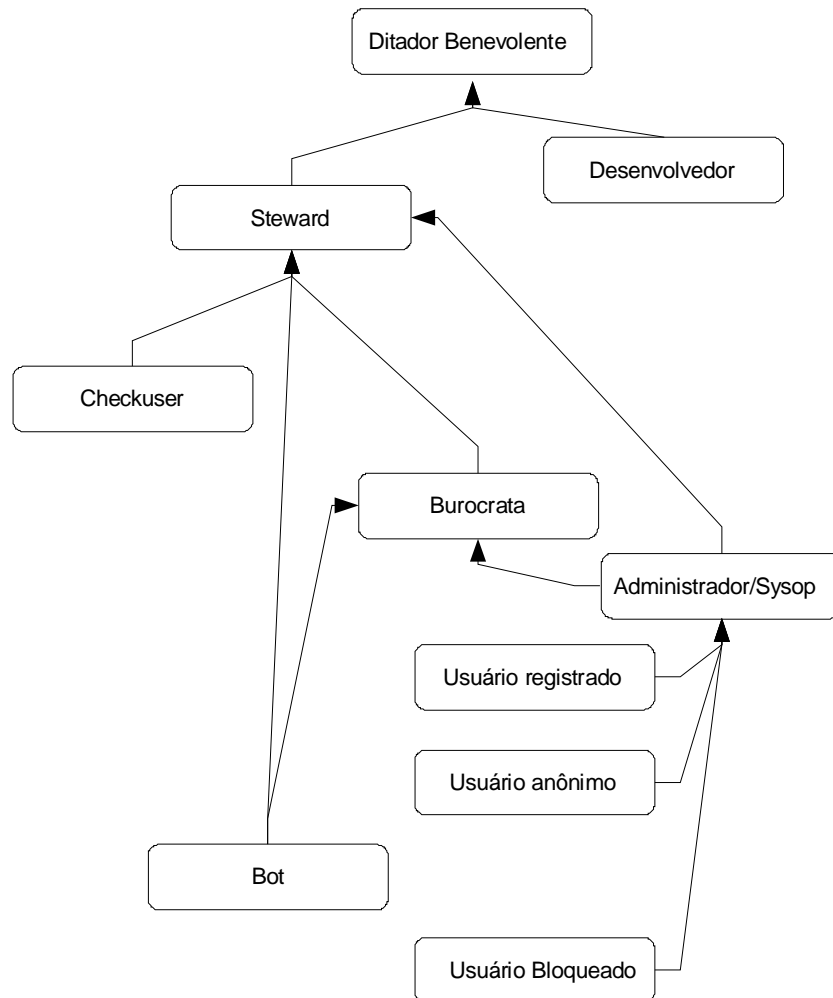 Ditador Benevolente
Desenvolvedor
Steward
Checkuser
Burocrata
Administrador/Sysop
Usuário registrado
Usuário anônimo
Bot
Usuário Bloqueado